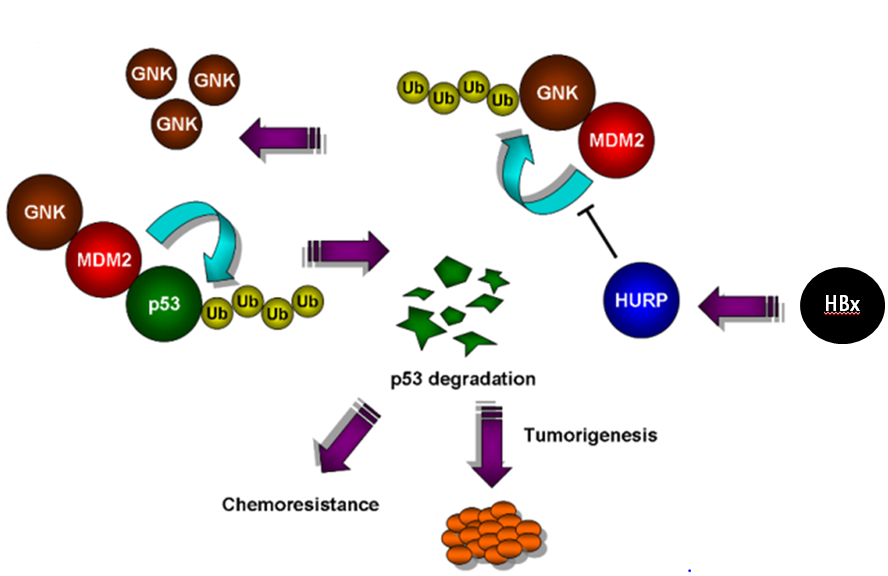 GNK
GNK
GNK
Ub
Ub
Ub
Ub
GNK
MDM2
GNK
MDM2
p53
Ub
Ub
Ub
Ub
HURP
HBx
p53 degradation
Tumorigenesis
Chemoresistance